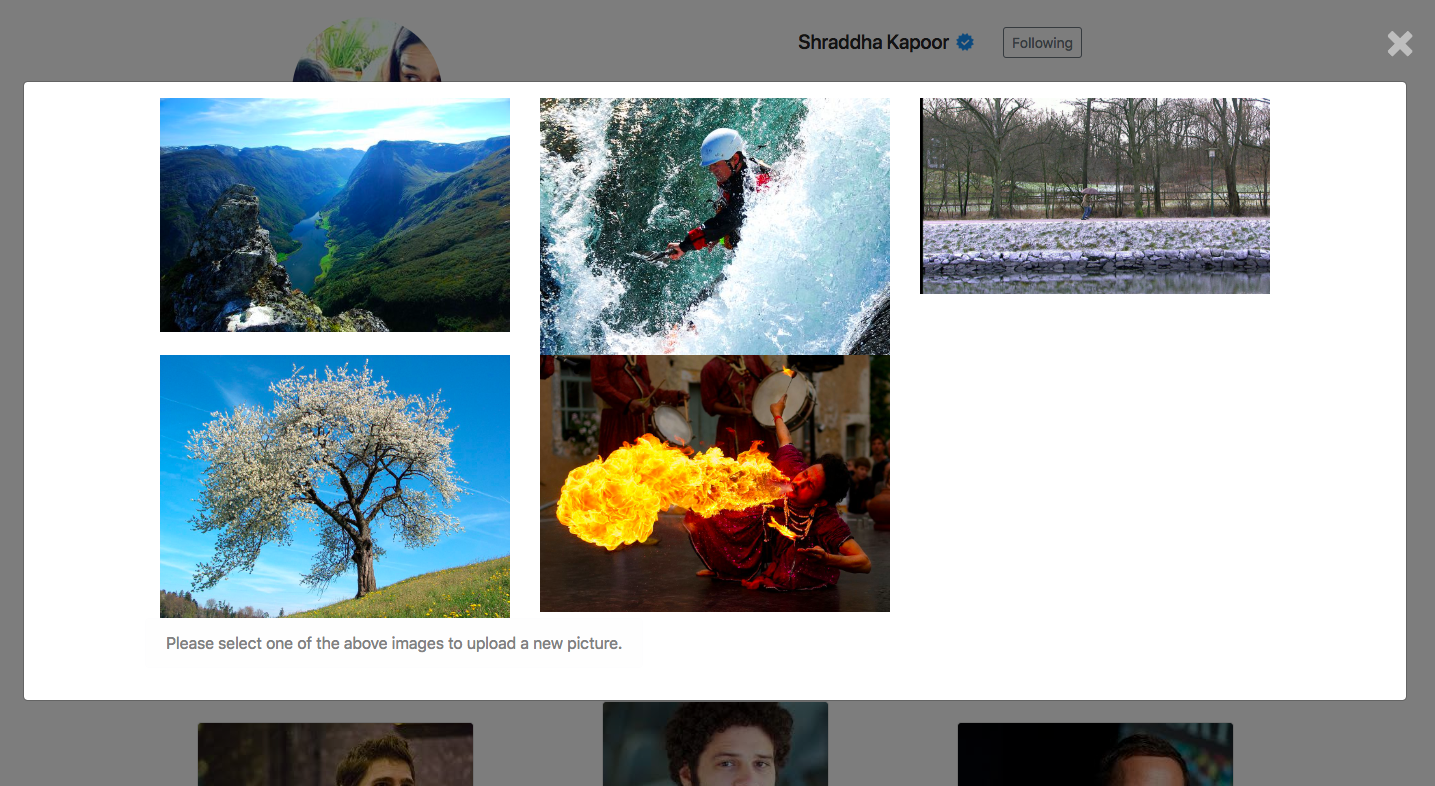 Shraddha Kapoor
Following
Please select one of the above images to upload a new picture.